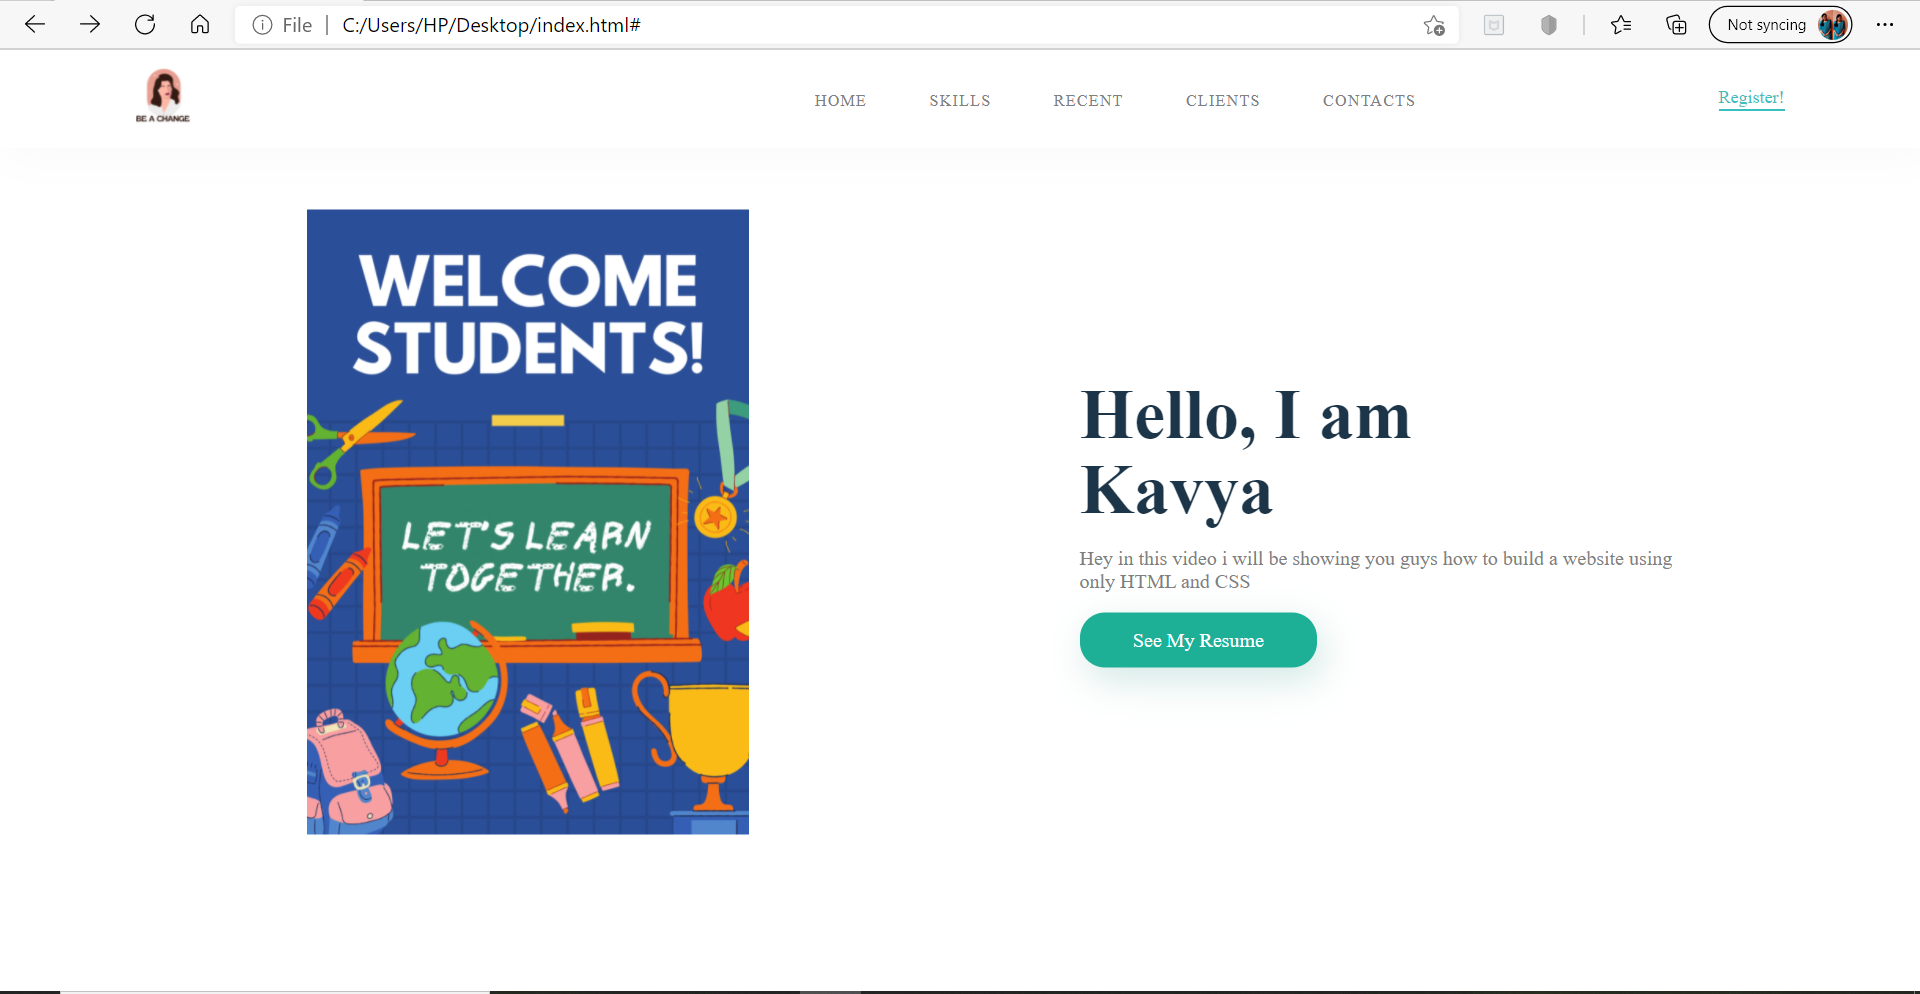 File | C:/Users/HP/Desktop/index.html#
Not syncing
BE A CHANGE
HOME SKILLS RECENT CLIENTS CONTACTS
Register!
WELCOME
STUDENTS!
LET'S LEARN
TOGETHER.
Hello, I am
Kavya
Hey in this video i will be showing you guys how to build a website using
only HTML and CSS
See My Resume